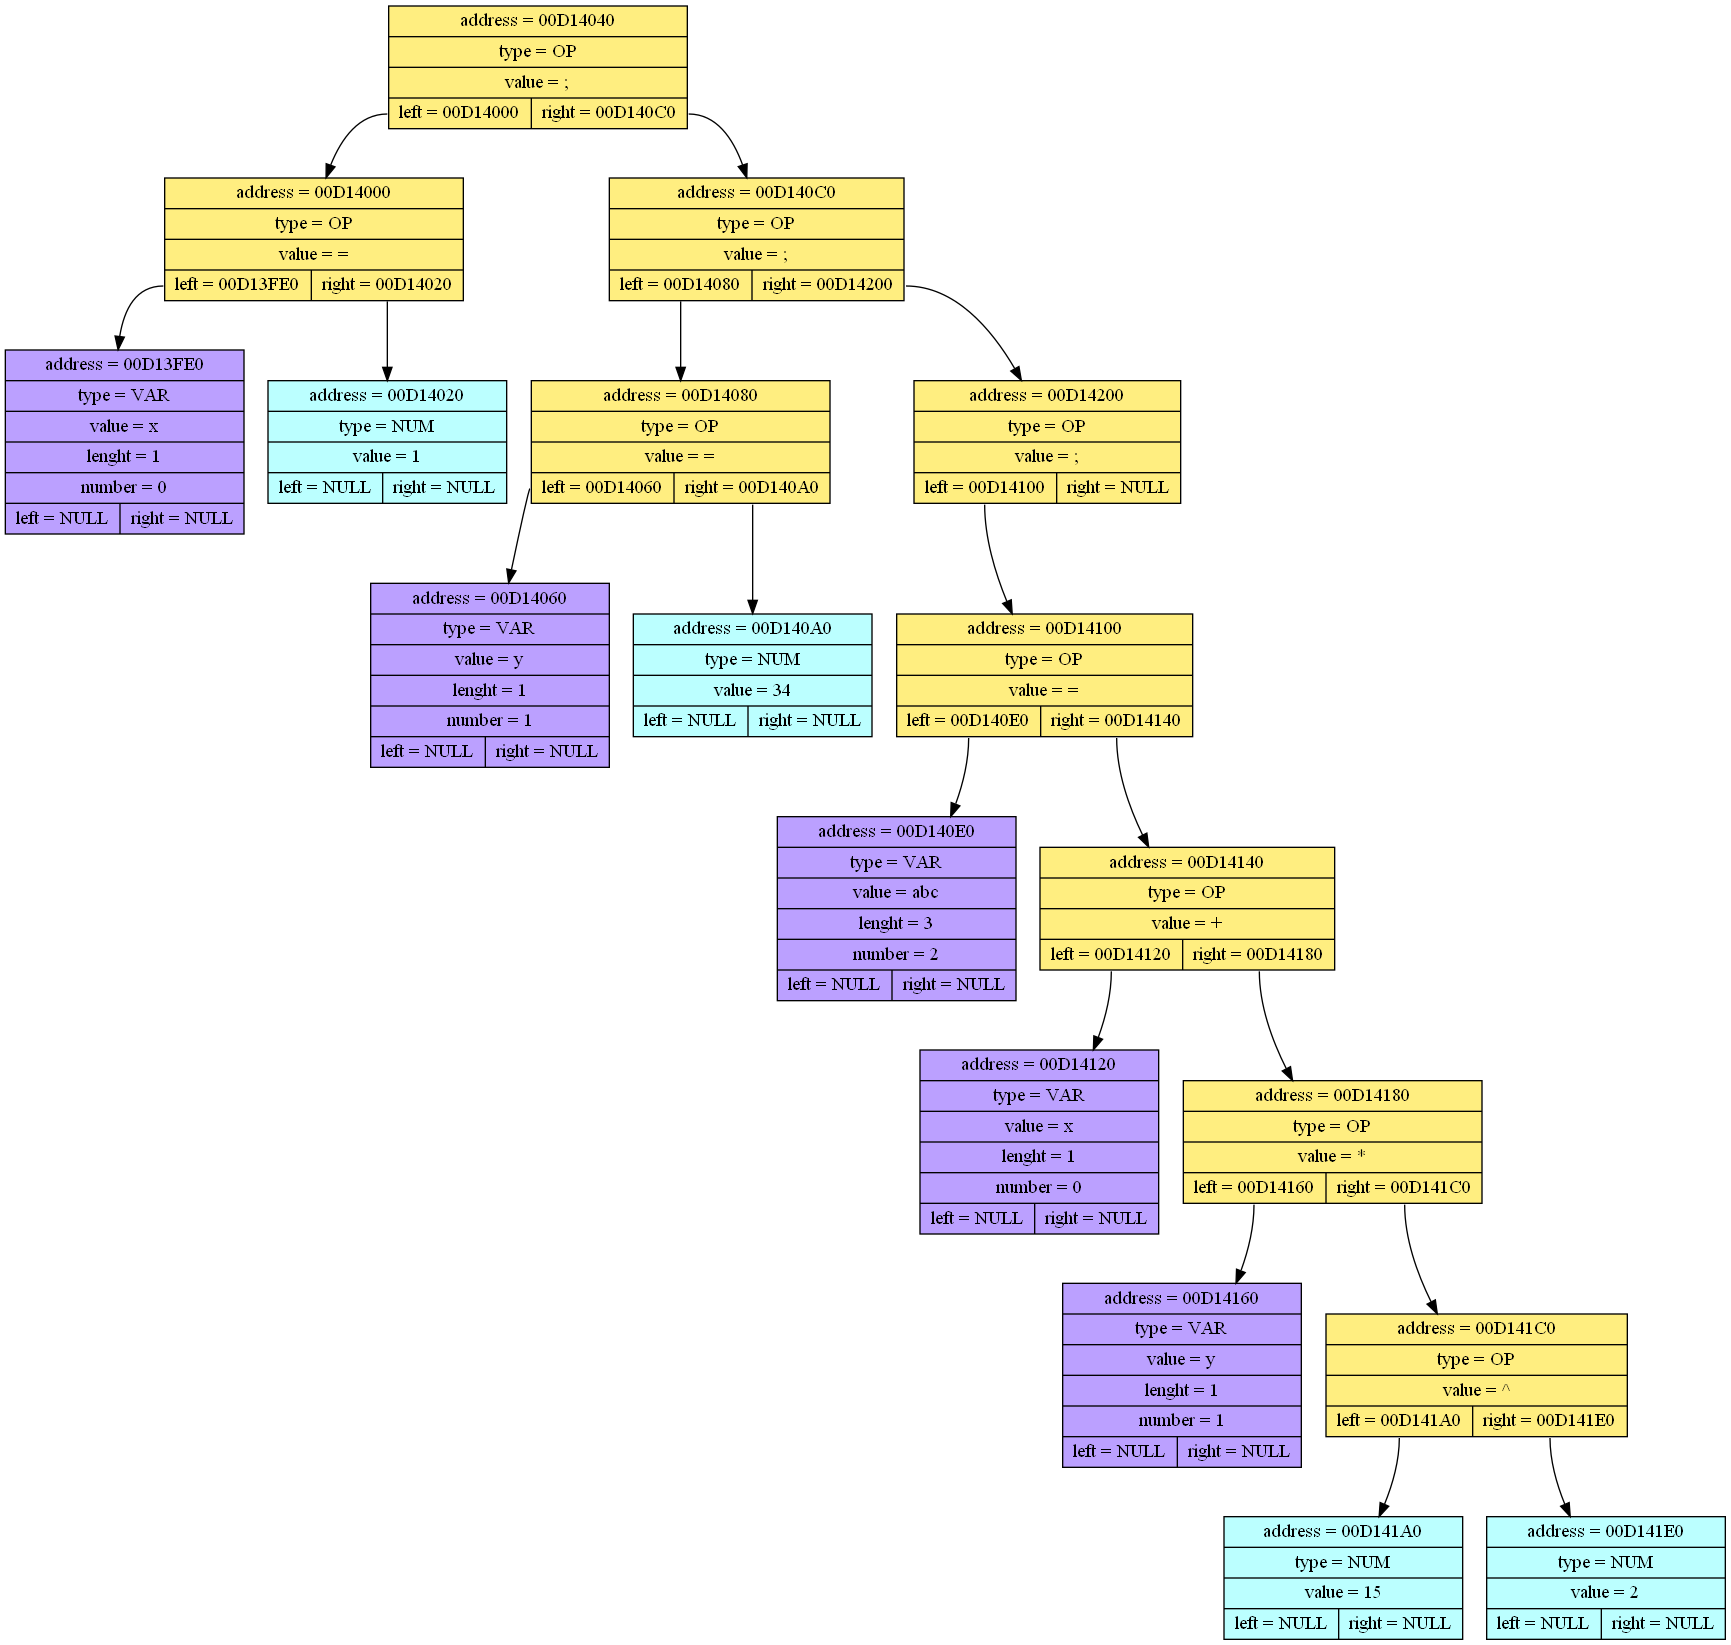 address = 00D14040
type = OP
value = ;
left = 00D14000 right = 00D140C0
address = 00D14000
type = OP
value = =
left = 00D13FE0 right = 00D14020
address = 00D140C0
type = OP
value = ;
left = 00D14080 right = 00D14200
address = 00D13FE0
type = VAR
value = x
lenght = 1
number = 0
left = NULL right = NULL
address = 00D14020
type = NUM
value = 1
left = NULL right = NULL
address = 00D14080
type = OP
value = =
left = 00D14060 right = 00D140A0
address = 00D14200
type = OP
value = ;
left = 00D14100 right = NULL
address = 00D14060
type = VAR
value = y
lenght = 1
number = 1
left = NULL right = NULL
address = 00D140A0
type = NUM
value = 34
left = NULL right = NULL
address = 00D14100
type = OP
value = =
left = 00D140E0 right = 00D14140
address = 00D140E0
type = VAR
value = abc
lenght = 3
number = 2
left = NULL right = NULL
address = 00D14140
type = OP
value = +
left = 00D14120 right = 00D14180
address = 00D14120
type = VAR
value = x
lenght = 1
number = 0
left = NULL right = NULL
address = 00D14180
type = OP
value = *
left = 00D14160 right = 00D141C0
address = 00D14160
type = VAR
value = y
lenght = 1
number = 1
left = NULL right = NULL
address = 00D141C0
type = OP
value = ^
left = 00D141A0 right = 00D141E0
address = 00D141A0
type = NUM
value = 15
left = NULL right = NULL
address = 00D141E0
type = NUM
value = 2
left = NULL right = NULL